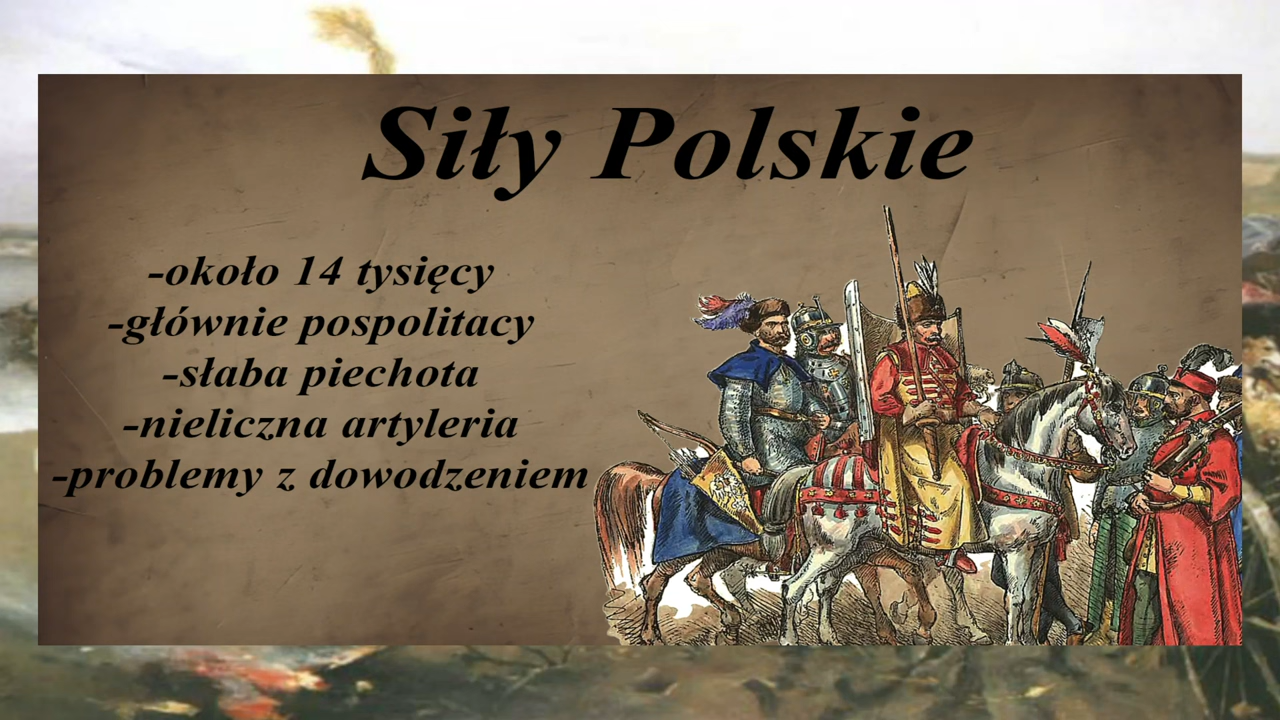 Siły Polskie
-około 14 tysięcy
-głównie pospolitacy
-słaba piechota
-nieliczna artyleria
-problemy z dowodzeniem